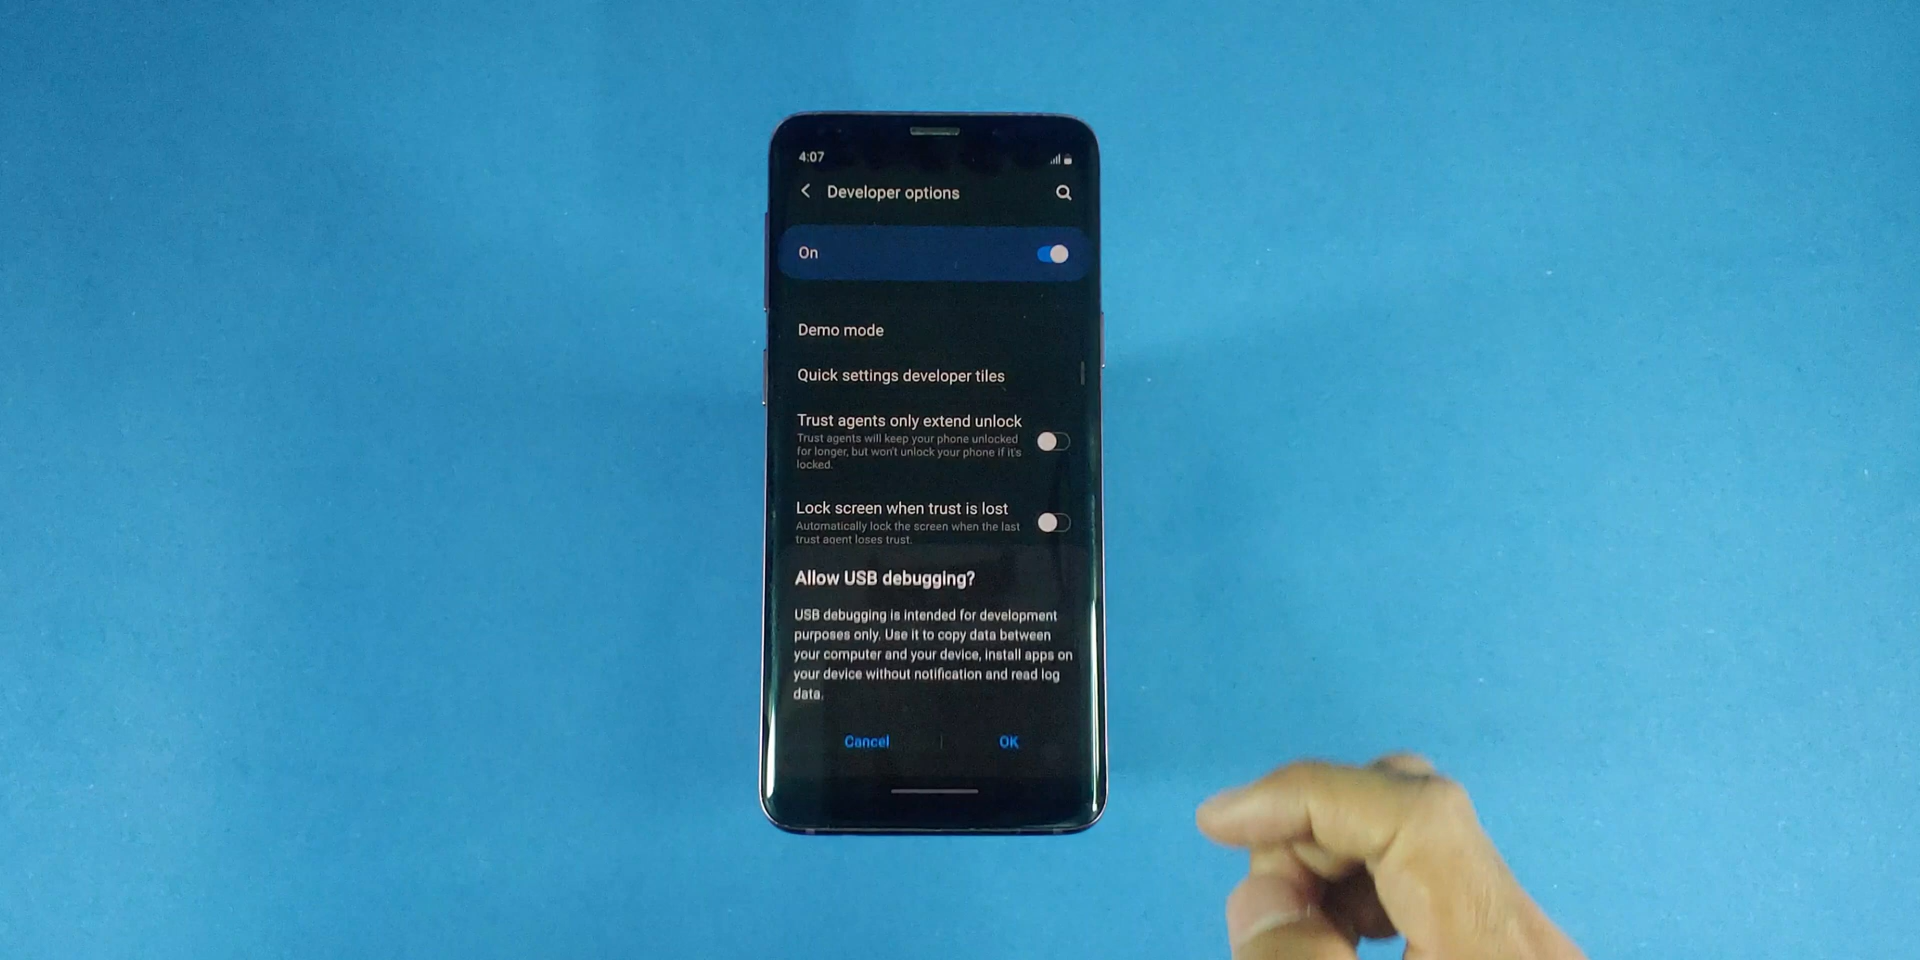 4:07
Developer options
On
Demo mode
Quick settings developer tiles
Trust agents only extend unlock
Trust agents will keep your phone unlocked
for longer, but won't unlock your phone if it's
locked.
Lock screen when trust is lost
Automatically lock the screen when the last
trust agent loses trust.
Allow USB debugging?
USB debugging is intended for development
purposes only. Use it to copy data between
your computer and your device, install apps on
your device without notification and read log
data.
Cancel
OK